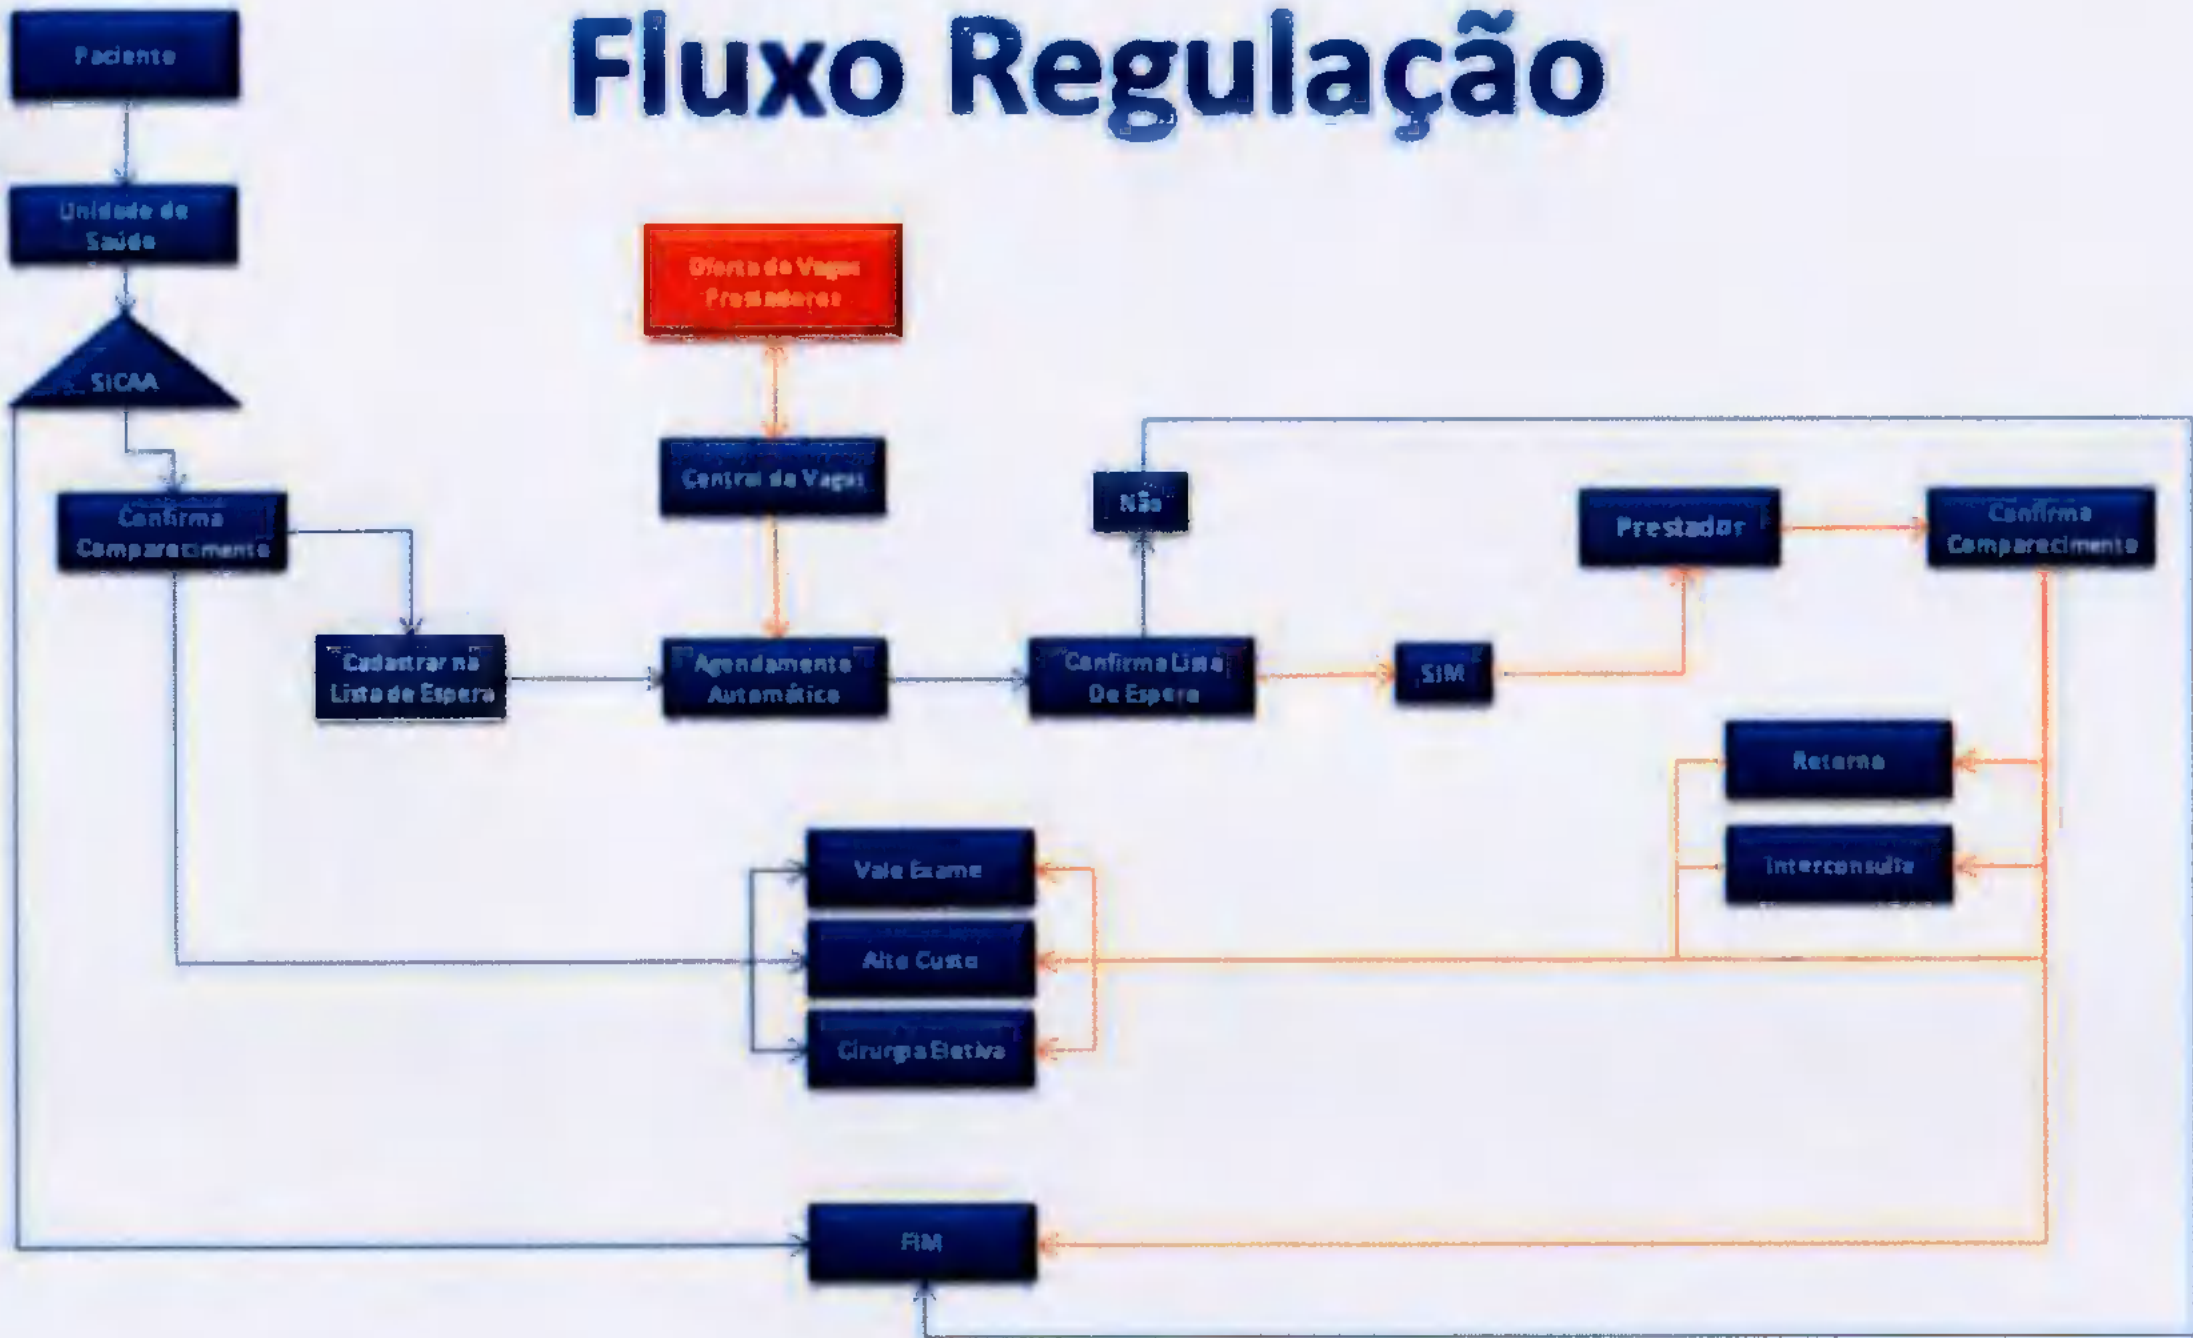 Fluxo Regulação
Paciente
Unidade de
Saúde
SICAA
Oferta de Vagas
Prestadores
Central de Vagas
Não
Confirma
Comparecimento
Prestador
Confirma
Comparecimento
Cadastrar na
Lista de Espera
Agendamento
Automático
Confirma Lista
De Espera
SIM
Retorno
Interconsulta
Vale Exame
Alto Custo
Cirurgia Eletiva
FIM